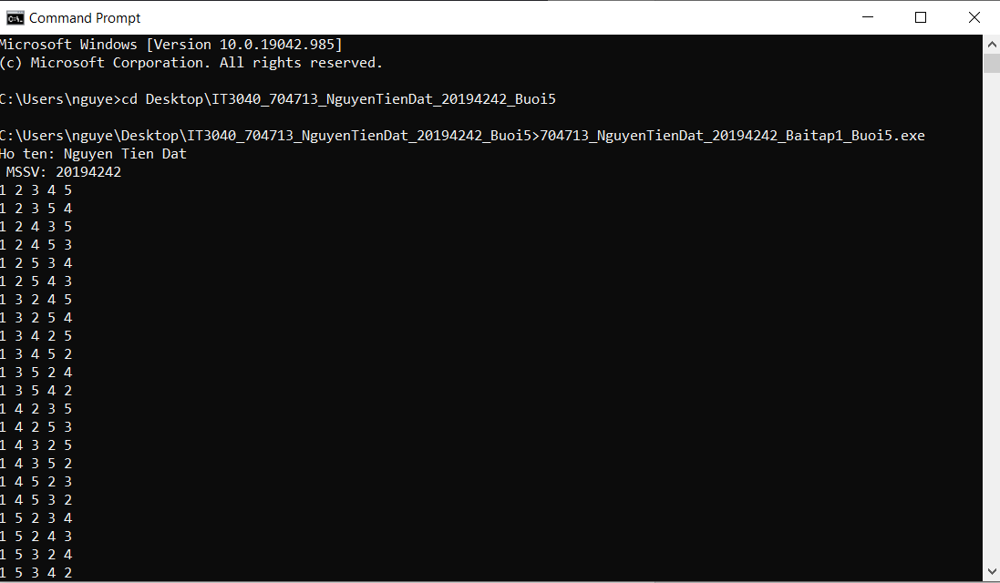 Command Prompt
Microsoft Windows [Version 10.0.19042.985]
(c) Microsoft Corporation. All rights reserved.
C:\Users\nguye>cd Desktop\IT3040_704713_NguyenTienDat_20194242_Buoi5
C:\Users\nguye\Desktop\IT3040_704713_NguyenTienDat_20194242_Buoi5>704713_NguyenTienDat_20194242_Baitap1_Buoi5.exe
Ho ten: Nguyen Tien Dat
MSSV: 20194242
1 2 3 4 5
1 2 3 5 4
1 2 4 3 5
1 2 4 5 3
1 2 5 3 4
1 2 5 4 3
1 3 2 4 5
1 3 2 5 4
1 3 4 2 5
1 3 4 5 2
1 3 5 2 4
1 3 5 4 2
1 4 2 3 5
1 4 2 5 3
1 4 3 2 5
1 4 3 5 2
1 4 5 2 3
1 4 5 3 2
1 5 2 3 4
1 5 2 4 3
1 5 3 2 4
1 5 3 4 2